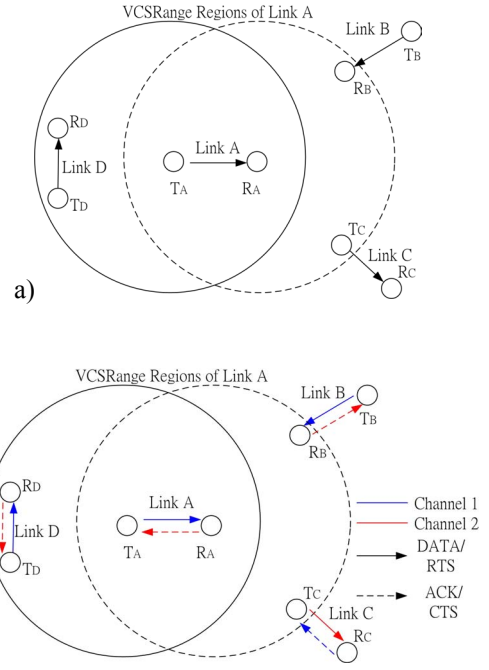 VCSRange Regions of Link A
Link B
TB
RB
RD
Link A
Link D
TA
RA
TD
TC
Link C
RC
a)
VCSRange Regions of Link A
Link B
TB
RB
RD
Link A
Channel 1
Link D
Channel 2
TA
RA
DATA/
RTS
TD
TC
Link C
ACK/
CTS
RC